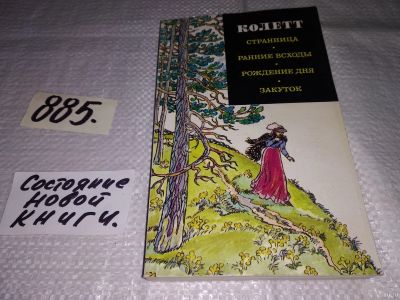 КОЛЕТТ
СТРАННИЦА
РАННИЕ ВСХОДЫ
РОЖДЕНИЕ ДНЯ
ЗАКУТОК
885.
Состояние
Новой
книги.